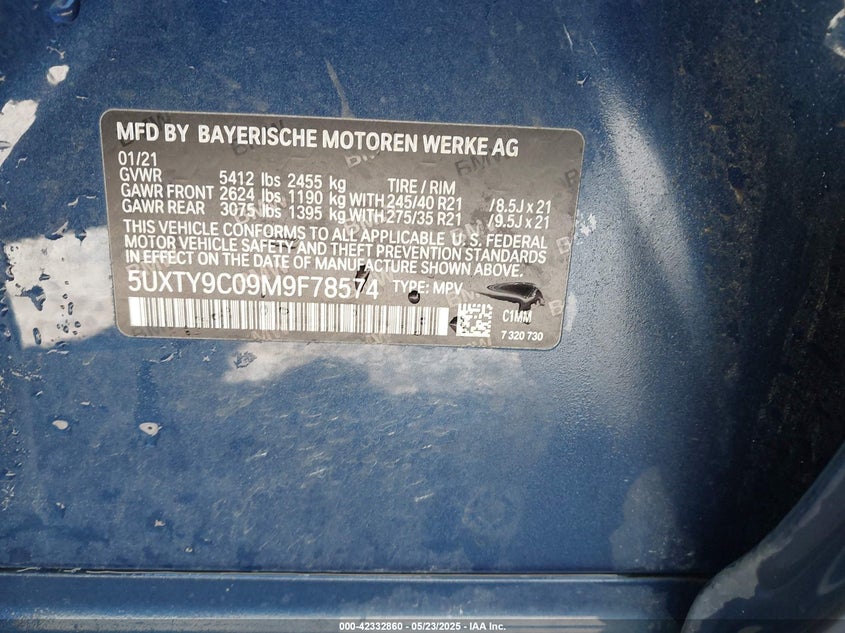 MFD BY BAYERISCHE MOTOREN WERKE AG
01/21
GVWR 5412 lbs 2455 kg TIRE / RIM
GAWR FRONT 2624 lbs 1190 kg WITH 245/40 R21 /8.5J x 21
GAWR REAR 3075 lbs 1395 kg WITH 275/35 R21 /9.5J x 21
THIS VEHICLE CONFORMS TO ALL APPLICABLE U.S. FEDERAL
MOTOR VEHICLE SAFETY AND THEFT PREVENTION STANDARDS
IN EFFECT ON THE DATE OF MANUFACTURE SHOWN ABOVE.
5UXTY9C09M9F78574 TYPE: MPV
C1MM
7 320 730
000-42332860 - 05/23/2025 - IAA Inc.